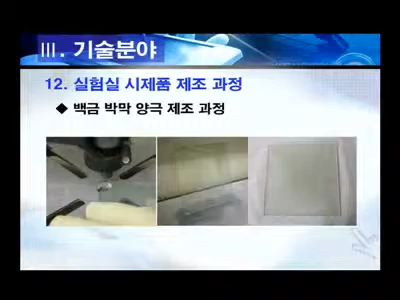 Ⅲ. 기술분야
12. 실험실 시제품 제조 과정
◆ 백금 박막 양극 제조 과정